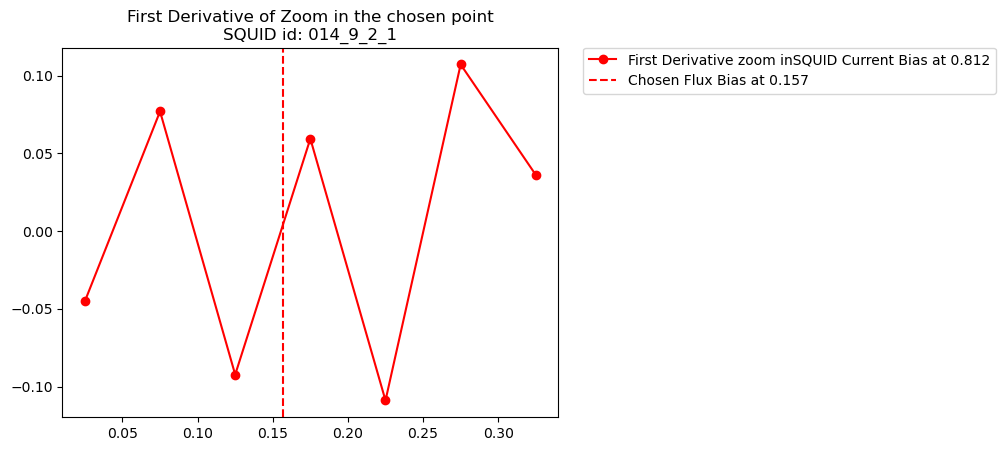 First Derivative of Zoom in the chosen point
SQUID id: 014_9_2_1
First Derivative zoom inSQUID Current Bias at 0.812
Chosen Flux Bias at 0.157
0.10
0.05
0.00
−0.05
−0.10
0.05 0.10 0.15 0.20 0.25 0.30